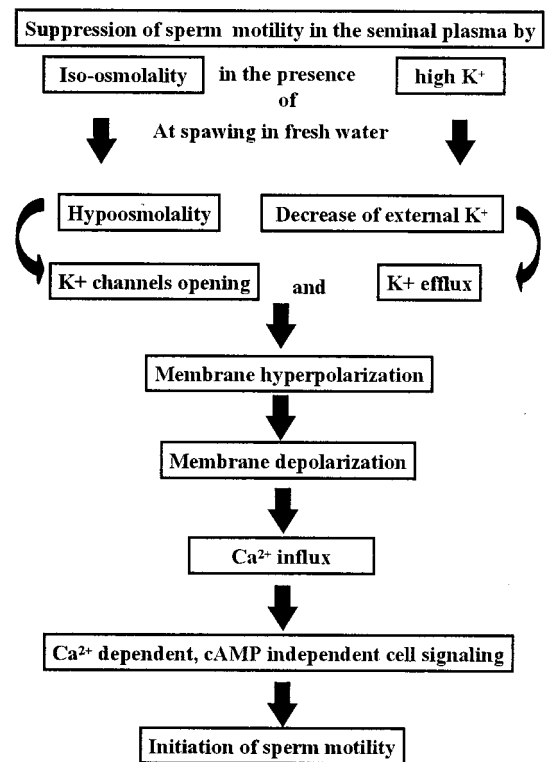 Suppression of sperm motility in the seminal plasma by
Iso-osmolality in the presence high K⁺
of
At spawing in fresh water
Hypoosmolality Decrease of external K⁺
K+ channels opening and K+ efflux
Membrane hyperpolarization
Membrane depolarization
Ca²⁺ influx
Ca²⁺ dependent, cAMP independent cell signaling
Initiation of sperm motility